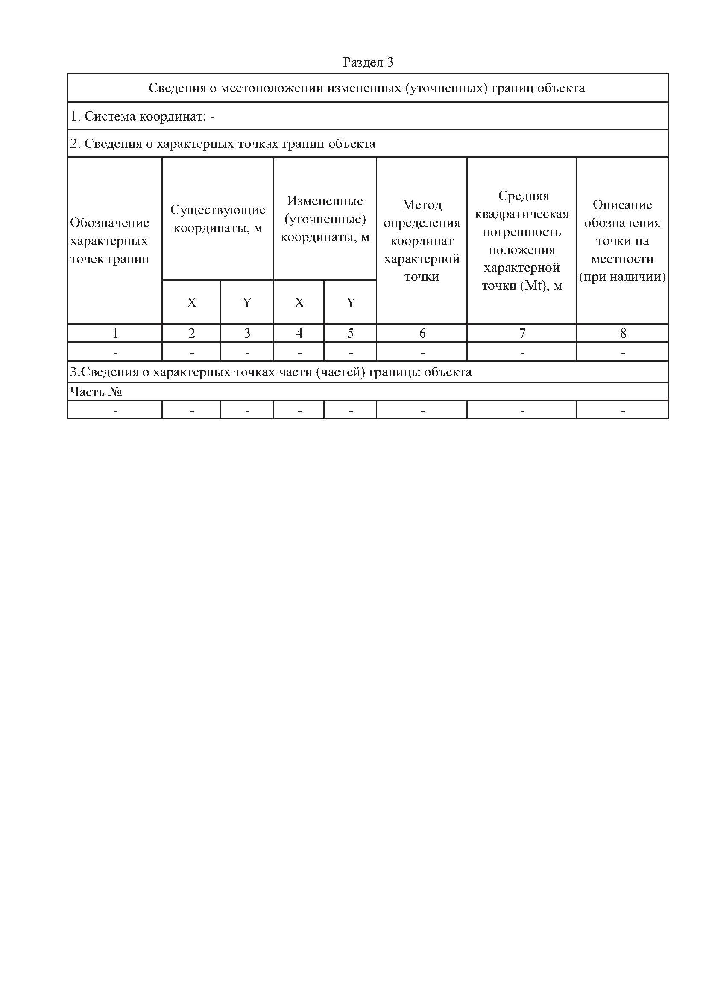 Раздел 3
Сведения о местоположении измененных (уточненных) границ объекта
1. Система координат: -
2. Сведения о характерных точках границ объекта
Обозначение
характерных
точек границ
Существующие
координаты, м
Измененные
(уточненные)
координаты, м
Метод
определения
координат
характерной
точки
Средняя
квадратическая
погрешность
положения
характерной
точки (Mt), м
Описание
обозначения
точки на
местности
(при наличии)
X Y X Y
1 2 3 4 5 6 7 8
- - - - - - - -
3.Сведения о характерных точках части (частей) границы объекта
Часть №
- - - - - - - -